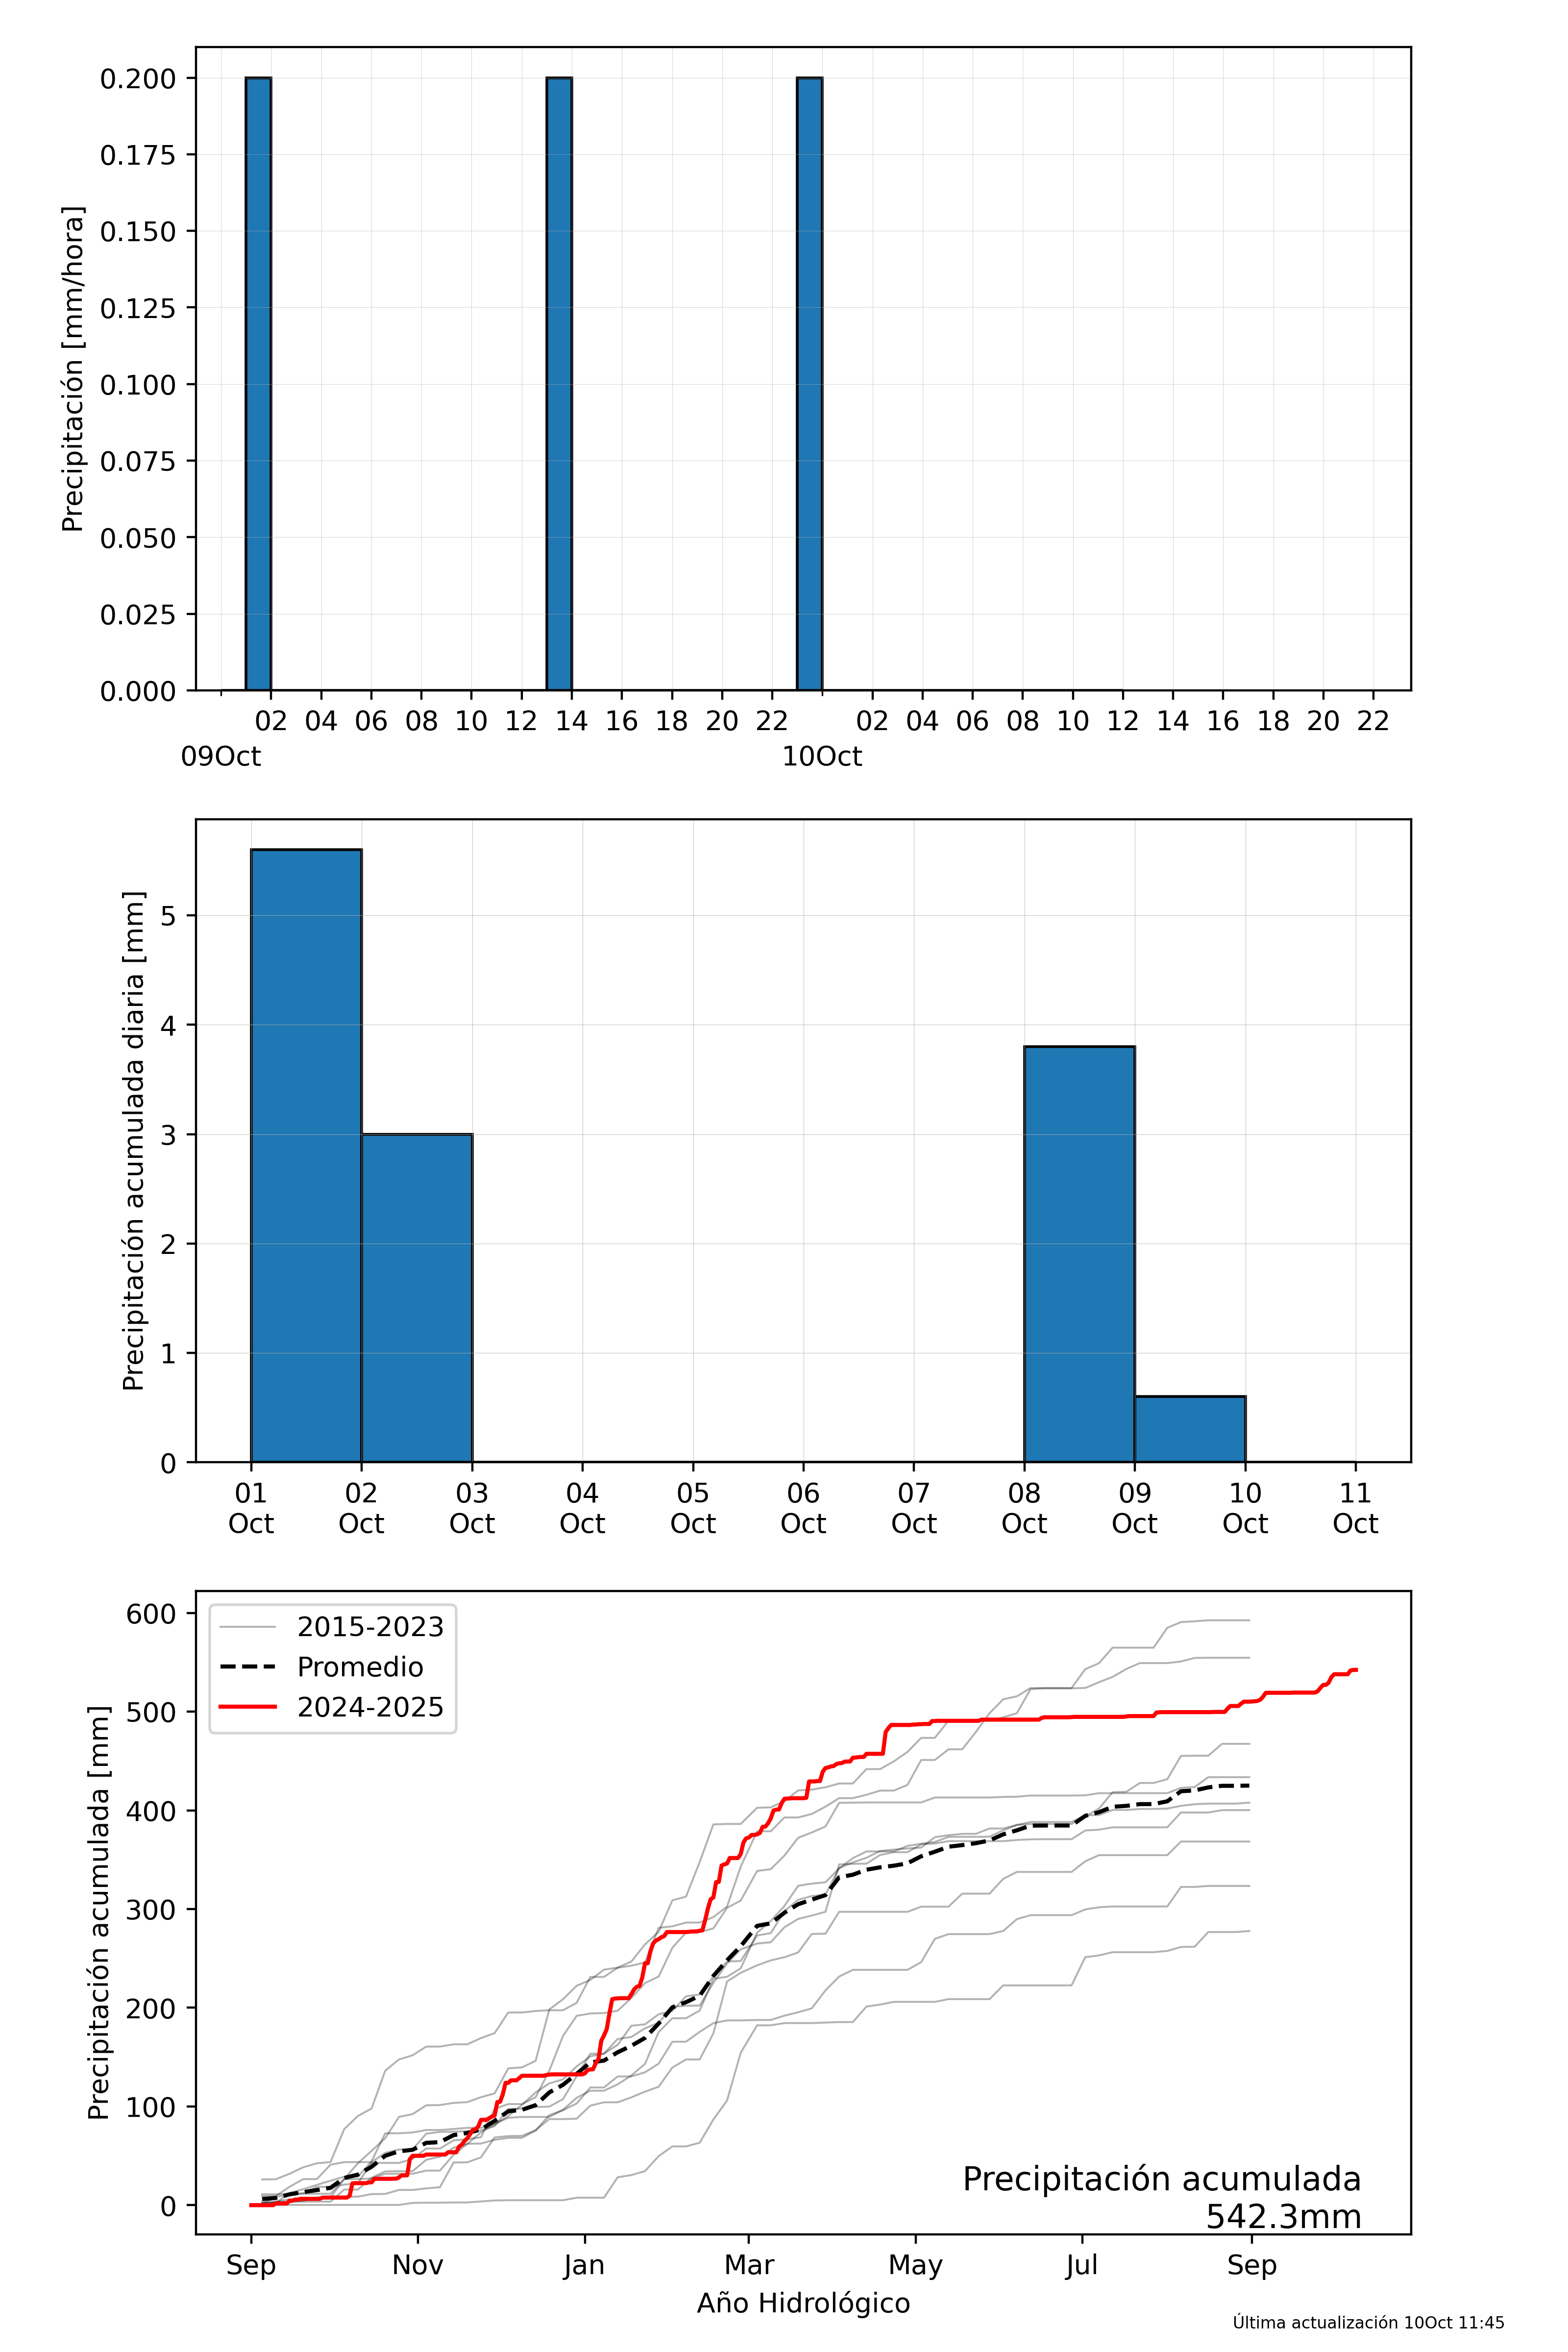 0.200
0.175
0.150
0.125
0.100
0.075
0.050
0.025
0.000
Precipitación [mm/hora]
02 04 06 08 10 12 14 16 18 20 22 02 04 06 08 10 12 14 16 18 20 22
09Oct 10Oct
5
4
3
2
1
0
Precipitación acumulada diaria [mm]
01 02 03 04 05 06 07 08 09 10 11
Oct Oct Oct Oct Oct Oct Oct Oct Oct Oct Oct
600
500
400
300
200
100
0
Precipitación acumulada [mm]
2015-2023
Promedio
2024-2025
Precipitación acumulada
542.3mm
Sep Nov Jan Mar May Jul Sep
Año Hidrológico
Última actualización 10Oct 11:45